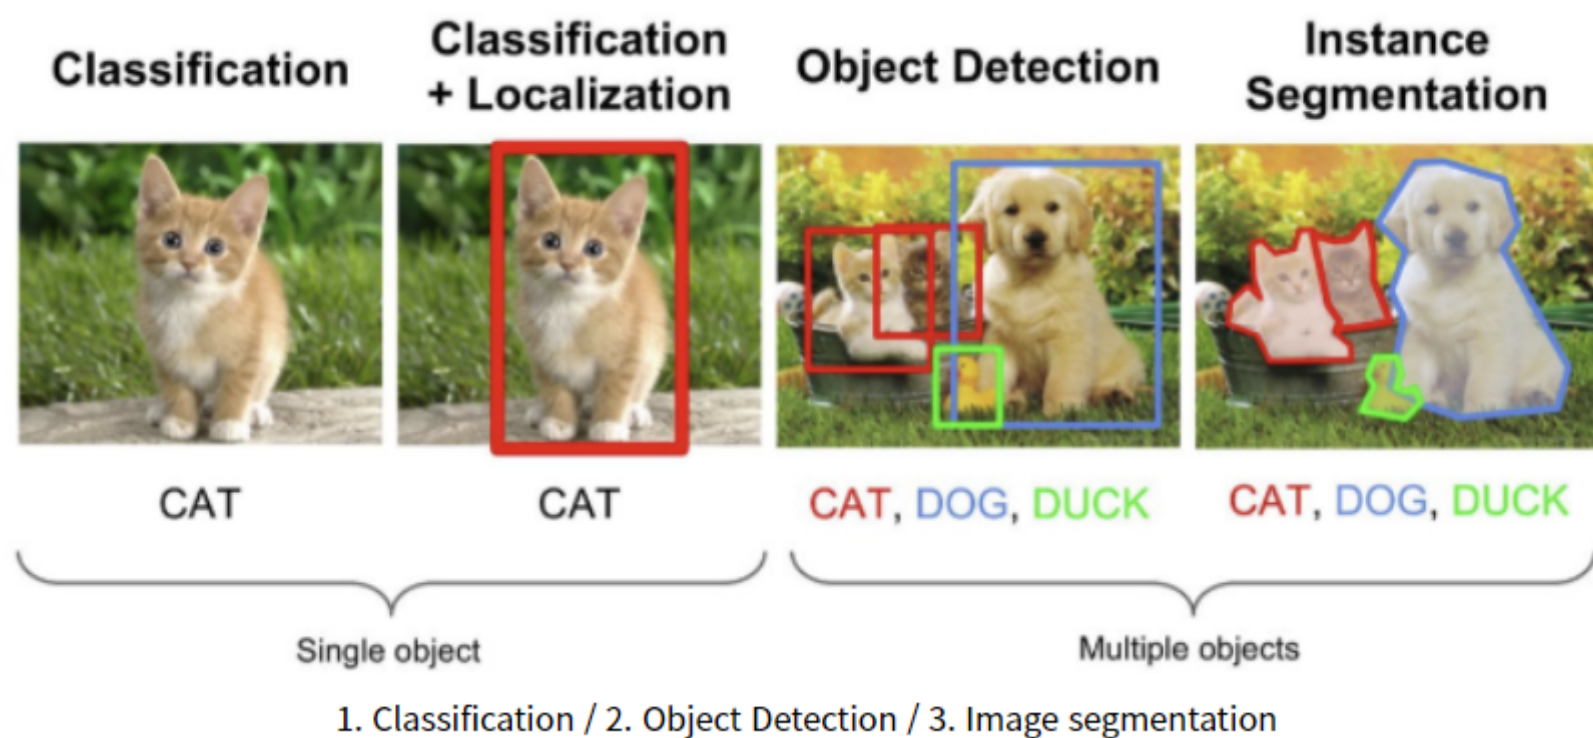 Classification
Classification
+ Localization
Object Detection
Instance
Segmentation
CAT
CAT
CAT, DOG, DUCK
CAT, DOG, DUCK
Single object
Multiple objects
1. Classification / 2. Object Detection / 3. Image segmentation